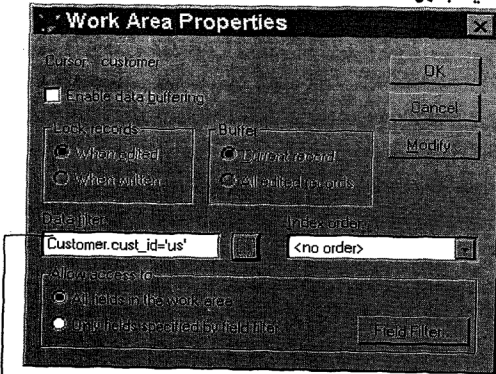 Work Area Properties
Cursor: customer
OK
Enable data buffering
Cancel
Lock records
Buffer
Modify...
When edited
Current record
When written
All edited records
Data filter
Index order
Customer.cust_id='us'
<no order>
Allow access to
All fields in the work area
Only fields specified by field filter
Field Filter...